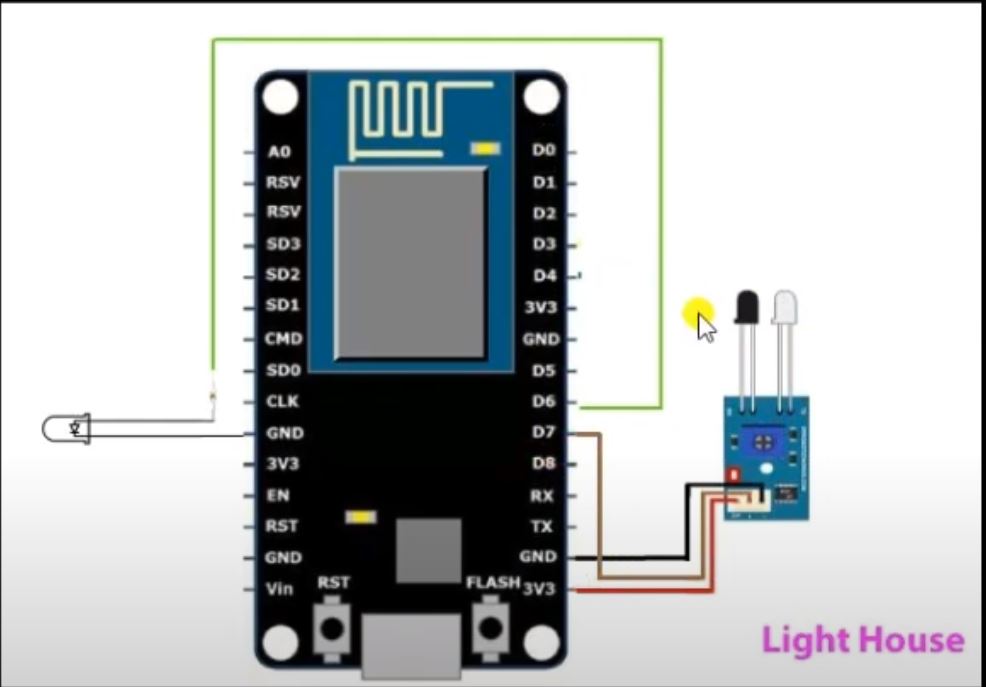 A0
RSV
RSV
SD3
SD2
SD1
CMD
SD0
CLK
GND
3V3
EN
RST
GND
Vin
D0
D1
D2
D3
D4
3V3
GND
D5
D6
D7
D8
RX
TX
GND
3V3
RST
FLASH
Light House